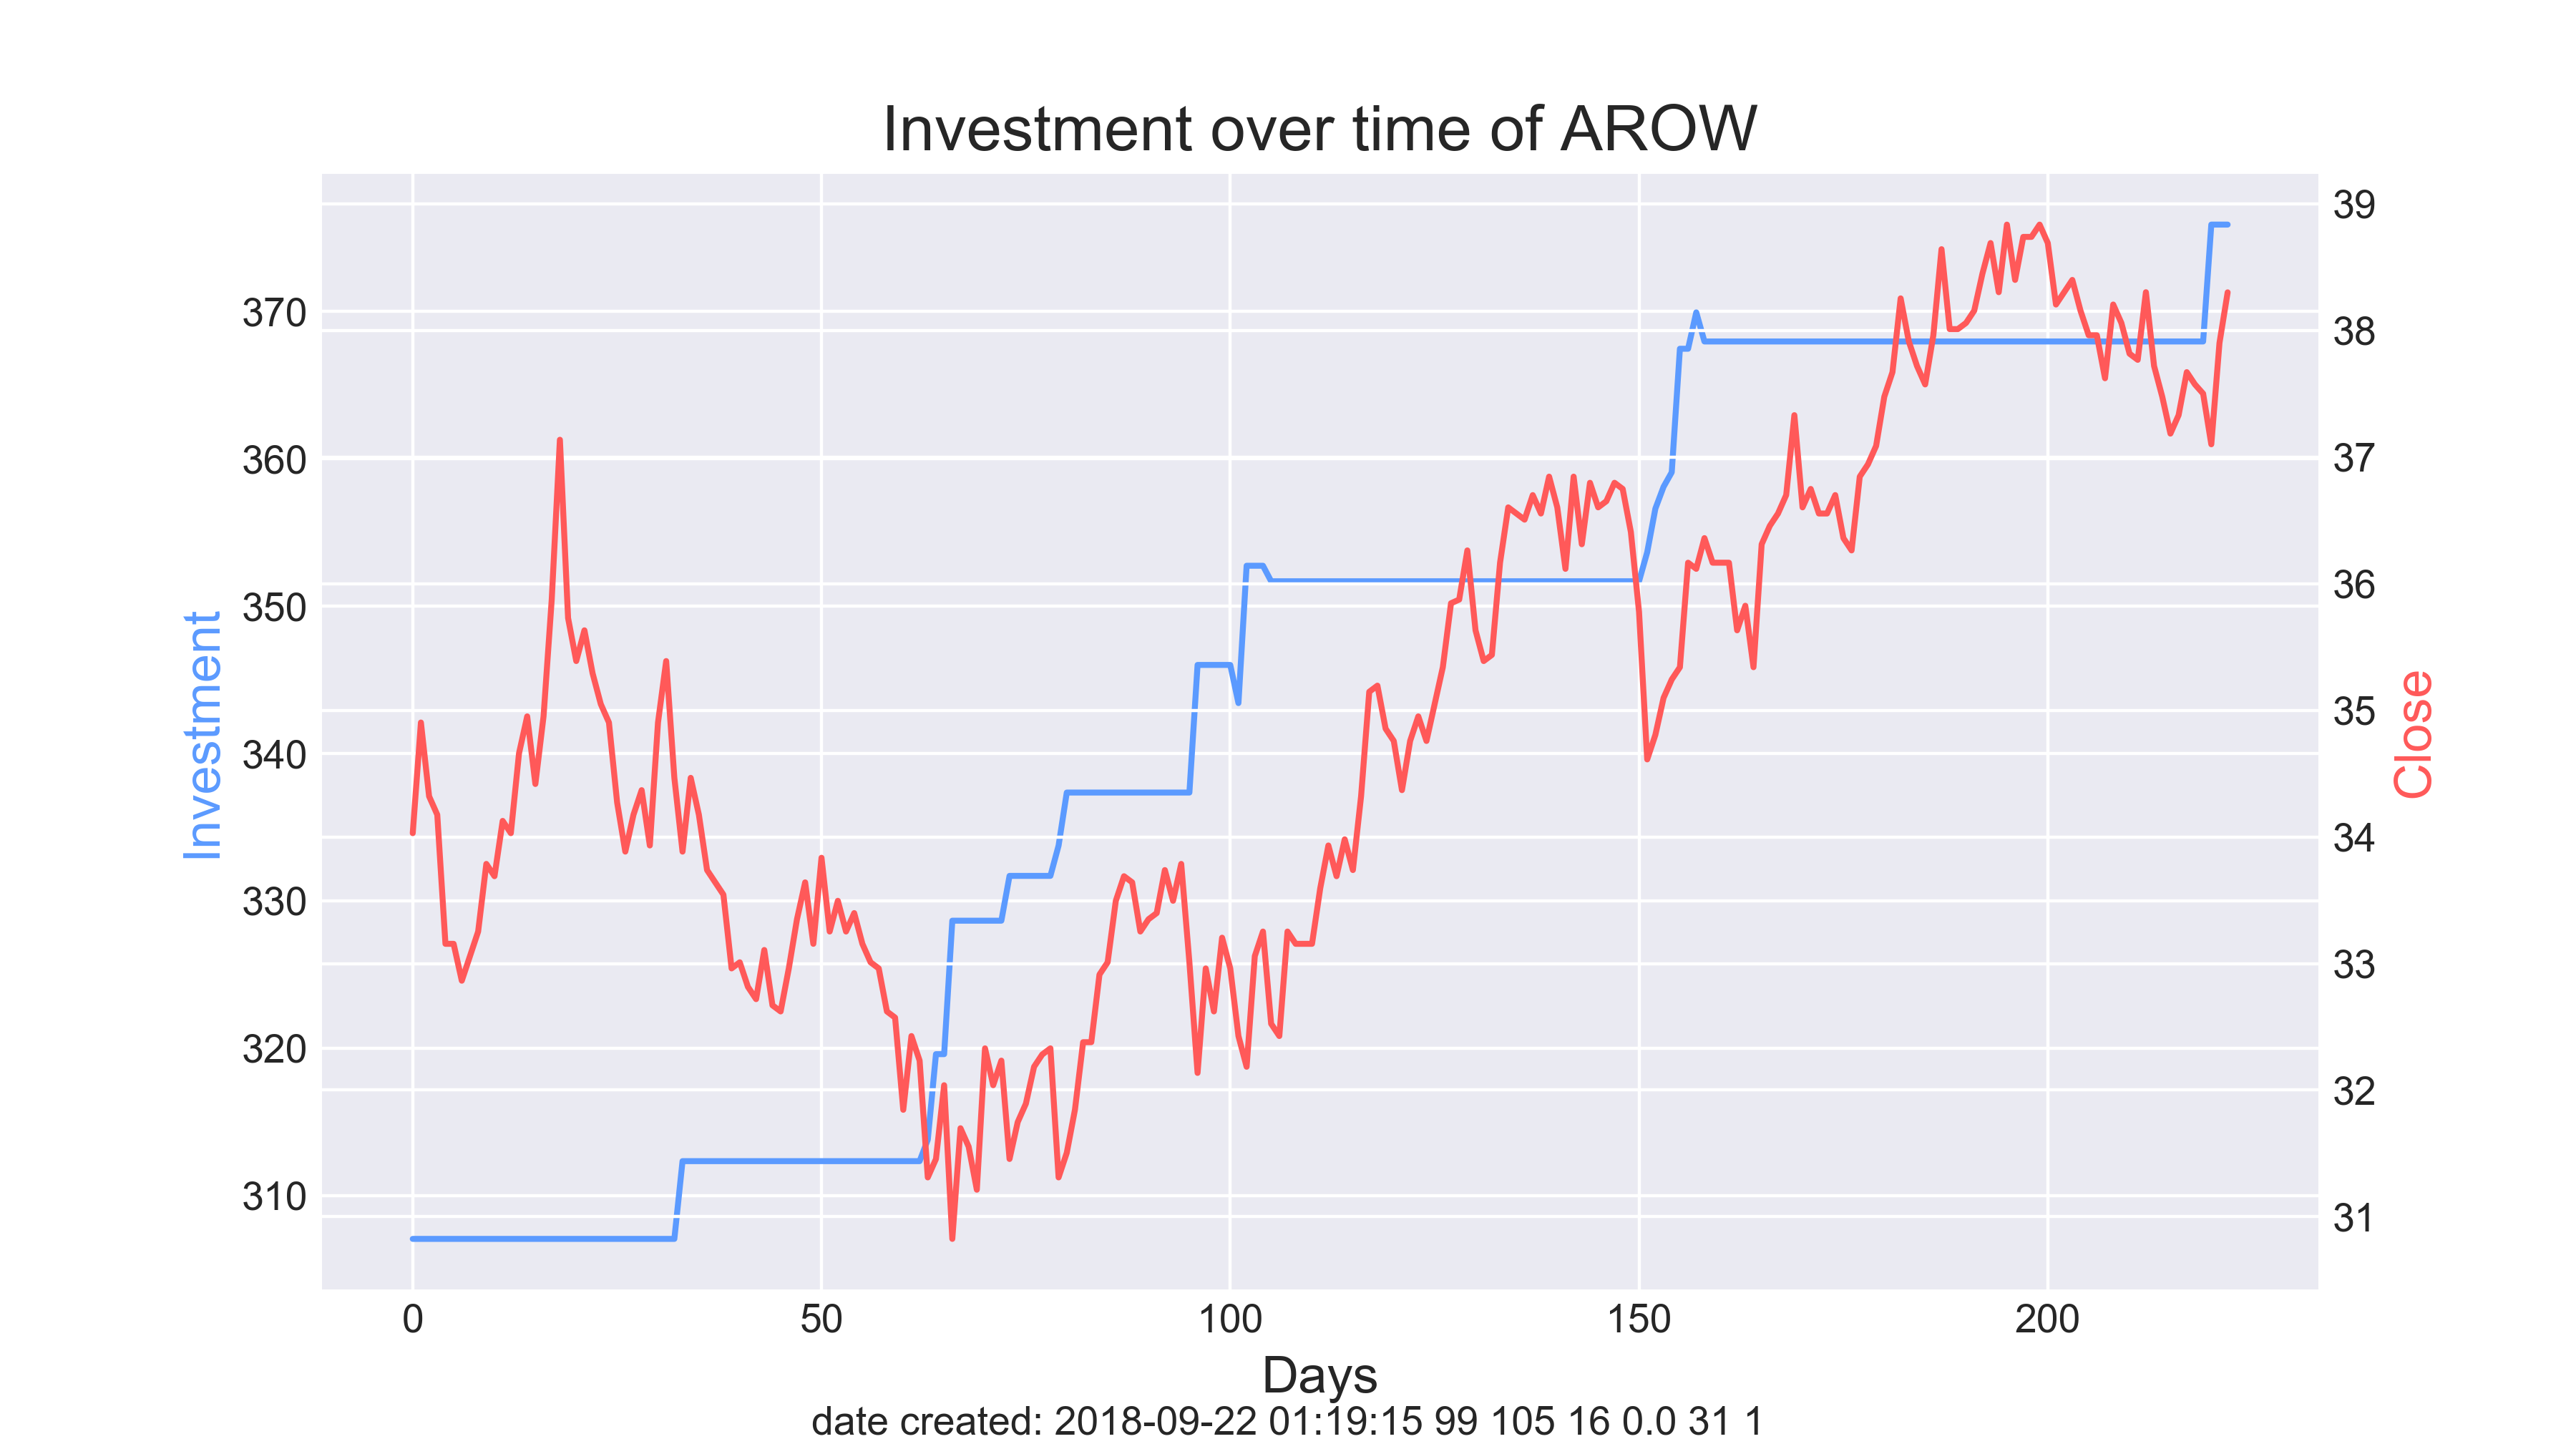 Investment over time of AROW
39
370
38
360
37
350
36
Investment
340
35
Close
330
34
33
320
32
310
31
0 50 100 150 200
Days
date created: 2018-09-22 01:19:15 99 105 16 0.0 31 1